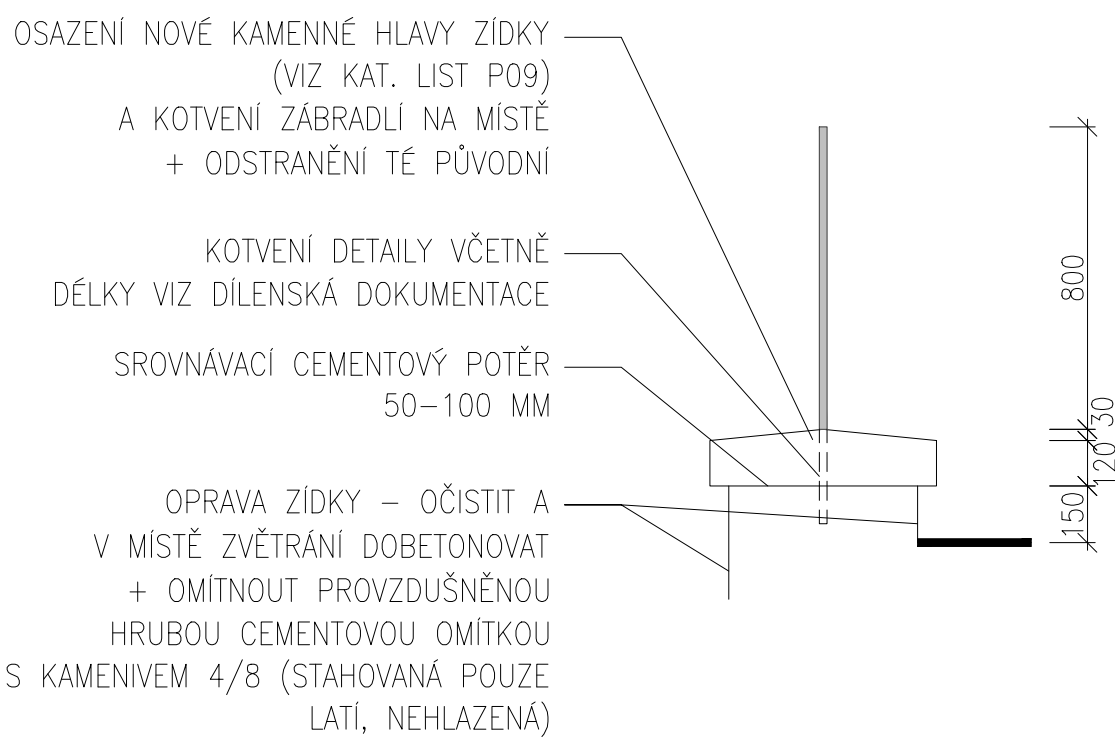 OSAZENÍ NOVÉ KAMENNÉ HLAVY ZÍDKY
(VIZ KAT. LIST P09)
A KOTVENÍ ZÁBRADLÍ NA MÍSTĚ
+ ODSTRANĚNÍ TÉ PŮVODNÍ
KOTVENÍ DETAILY VČETNĚ
DÉLKY VIZ DÍLENSKÁ DOKUMENTACE
SROVNÁVACÍ CEMENTOVÝ POTĚR
50-100 MM
OPRAVA ZÍDKY - OČISTIT A
V MÍSTĚ ZVĚTRÁNÍ DOBETONOVAT
+ OMÍTNOUT PROVZDUŠNĚNOU
HRUBOU CEMENTOVOU OMÍTKOU
S KAMENIVEM 4/8 (STAHOVANÁ POUZE
LATÍ, NEHLAZENÁ)
800
30
120
150